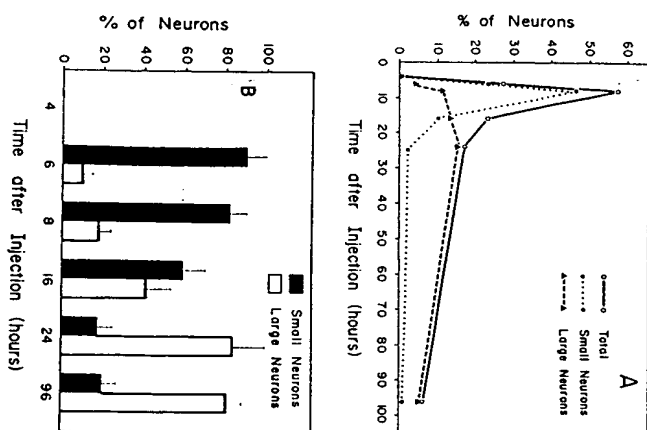 A
% of Neurons
60
50
40
30
20
10
0
Total
Small Neurons
Large Neurons
0 10 20 30 40 50 60 70 80 90 100
Time after Injection (hours)
B
% of Neurons
100
80
60
40
20
0
Small Neurons
Large Neurons
4 6 8 16 24 96
Time after Injection (hours)